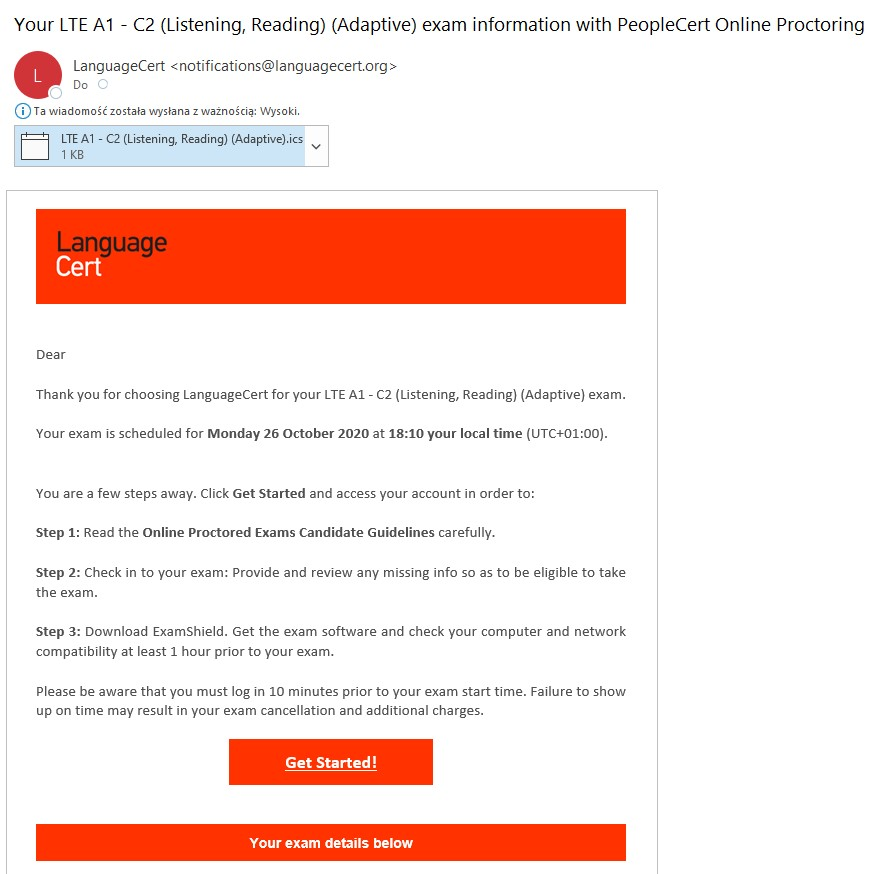 Your LTE A1 - C2 (Listening, Reading) (Adaptive) exam information with PeopleCert Online Proctoring
L
LanguageCert <notifications@languagecert.org>
Do
Ta wiadomość została wysłana z ważnością: Wysoki.
LTE A1 - C2 (Listening, Reading) (Adaptive).ics
1 KB
Language
Cert
Dear
Thank you for choosing LanguageCert for your LTE A1 - C2 (Listening, Reading) (Adaptive) exam.
Your exam is scheduled for Monday 26 October 2020 at 18:10 your local time (UTC+01:00).
You are a few steps away. Click Get Started and access your account in order to:
Step 1: Read the Online Proctored Exams Candidate Guidelines carefully.
Step 2: Check in to your exam: Provide and review any missing info so as to be eligible to take
the exam.
Step 3: Download ExamShield. Get the exam software and check your computer and network
compatibility at least 1 hour prior to your exam.
Please be aware that you must log in 10 minutes prior to your exam start time. Failure to show
up on time may result in your exam cancellation and additional charges.
Get Started!
Your exam details below